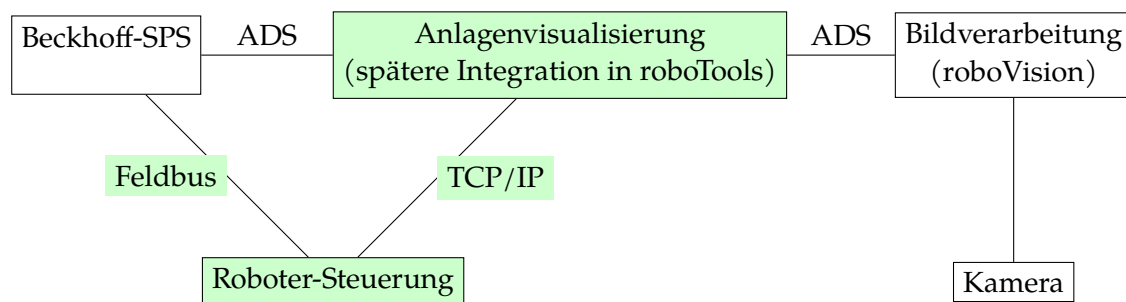 Beckhoff-SPS
ADS
Anlagenvisualisierung
(spätere Integration in roboTools)
ADS
Bildverarbeitung
(roboVision)
Feldbus
TCP/IP
Roboter-Steuerung
Kamera